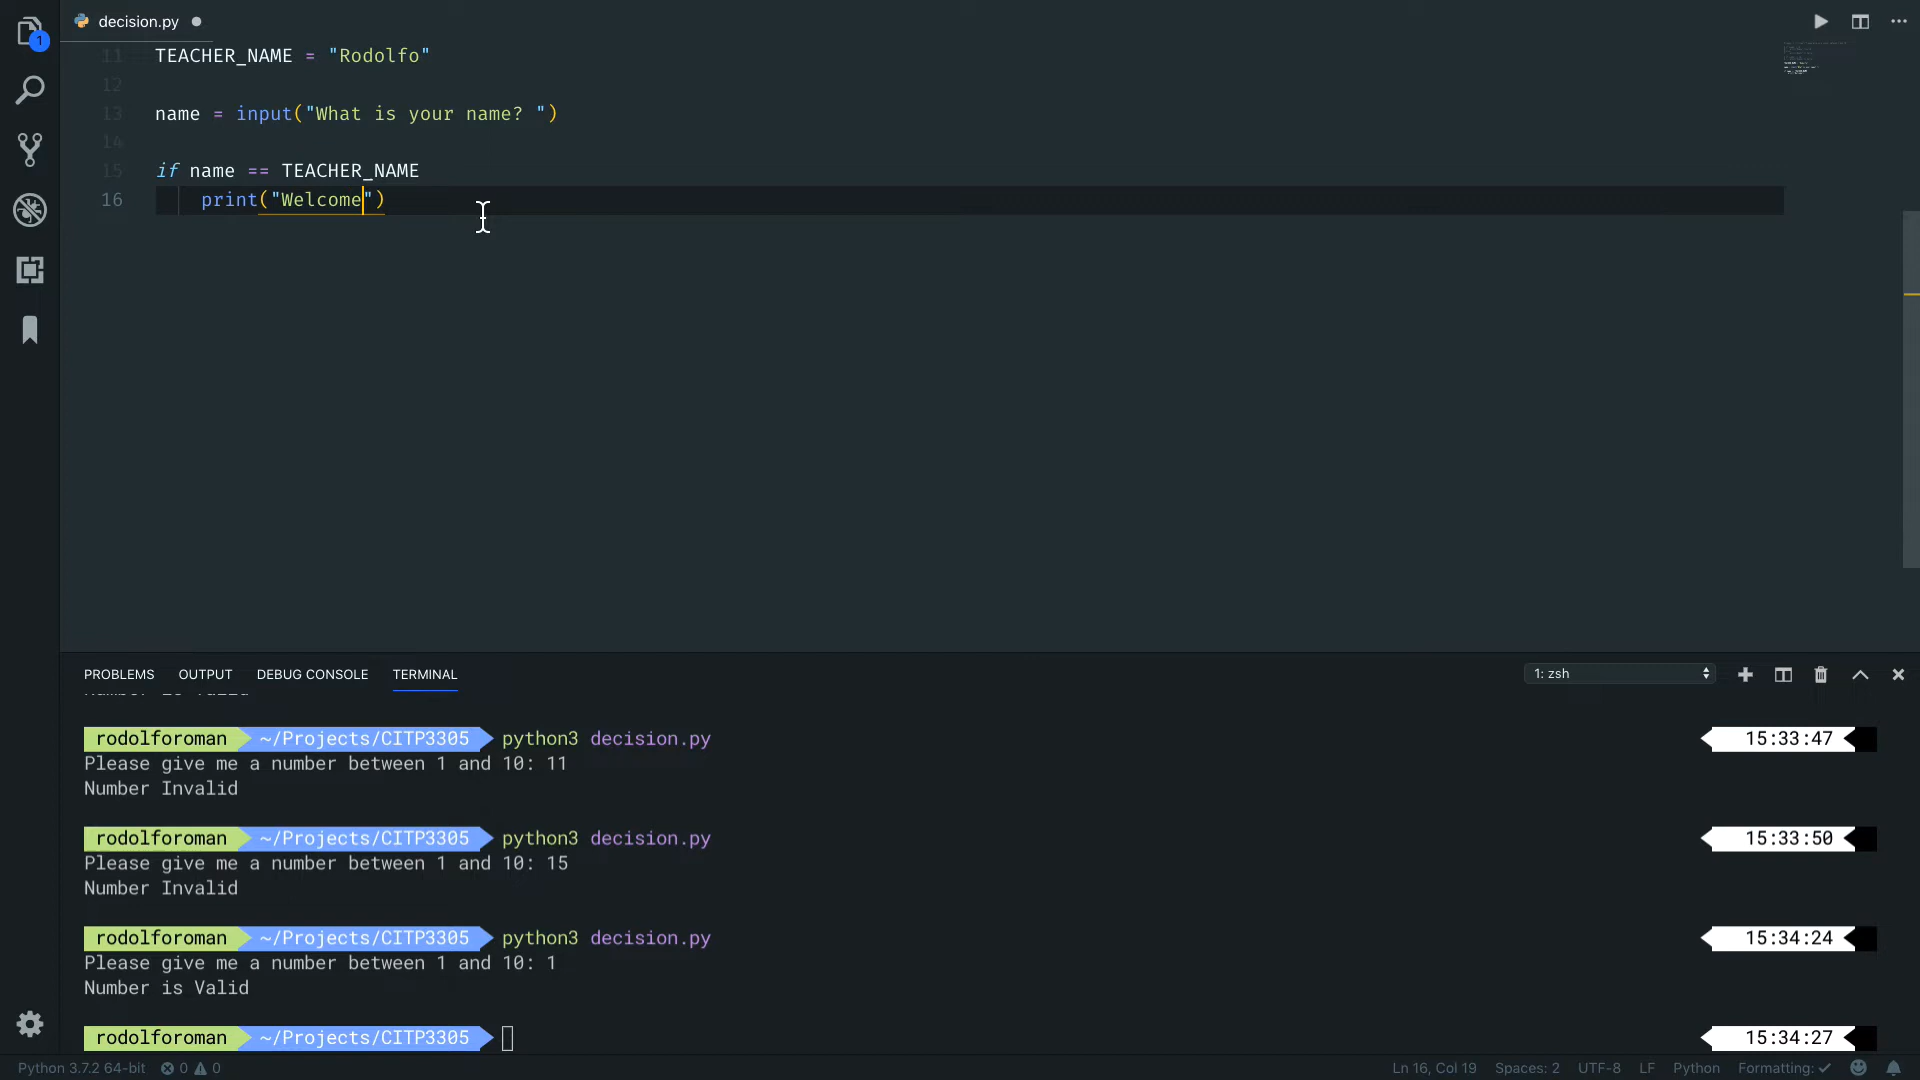 1
decision.py
11 TEACHER_NAME = "Rodolfo"
12
13 name = input("What is your name? ")
14
15 if name == TEACHER_NAME
16 print("Welcome")
PROBLEMS OUTPUT DEBUG CONSOLE TERMINAL 1: zsh
rodolforoman ~/Projects/CITP3305 python3 decision.py 15:33:47
Please give me a number between 1 and 10: 11
Number Invalid
rodolforoman ~/Projects/CITP3305 python3 decision.py 15:33:50
Please give me a number between 1 and 10: 15
Number Invalid
rodolforoman ~/Projects/CITP3305 python3 decision.py 15:34:24
Please give me a number between 1 and 10: 1
Number is Valid
rodolforoman ~/Projects/CITP3305 15:34:27
Python 3.7.2 64-bit 0 0 Ln 16, Col 19 Spaces: 2 UTF-8 LF Python Formatting: ✓